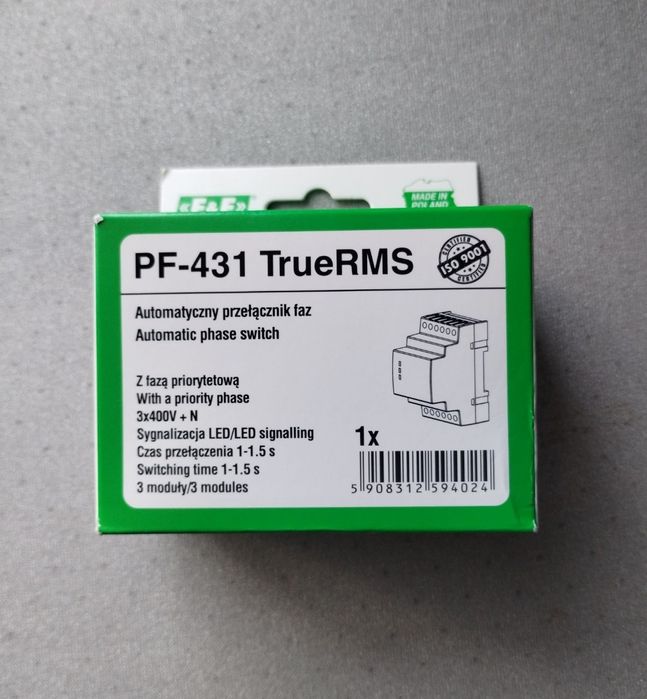 «F&F»
MADE IN
POLAND
PF-431 TrueRMS
CERTIFIED
ISO 9001
CERTIFIED
Automatyczny przełącznik faz
Automatic phase switch
Z fazą priorytetową
With a priority phase
3x400V + N
Sygnalizacja LED/LED signalling
Czas przełączenia 1-1.5 s
Switching time 1-1.5 s
3 moduły/3 modules
1x
5 908312 594024